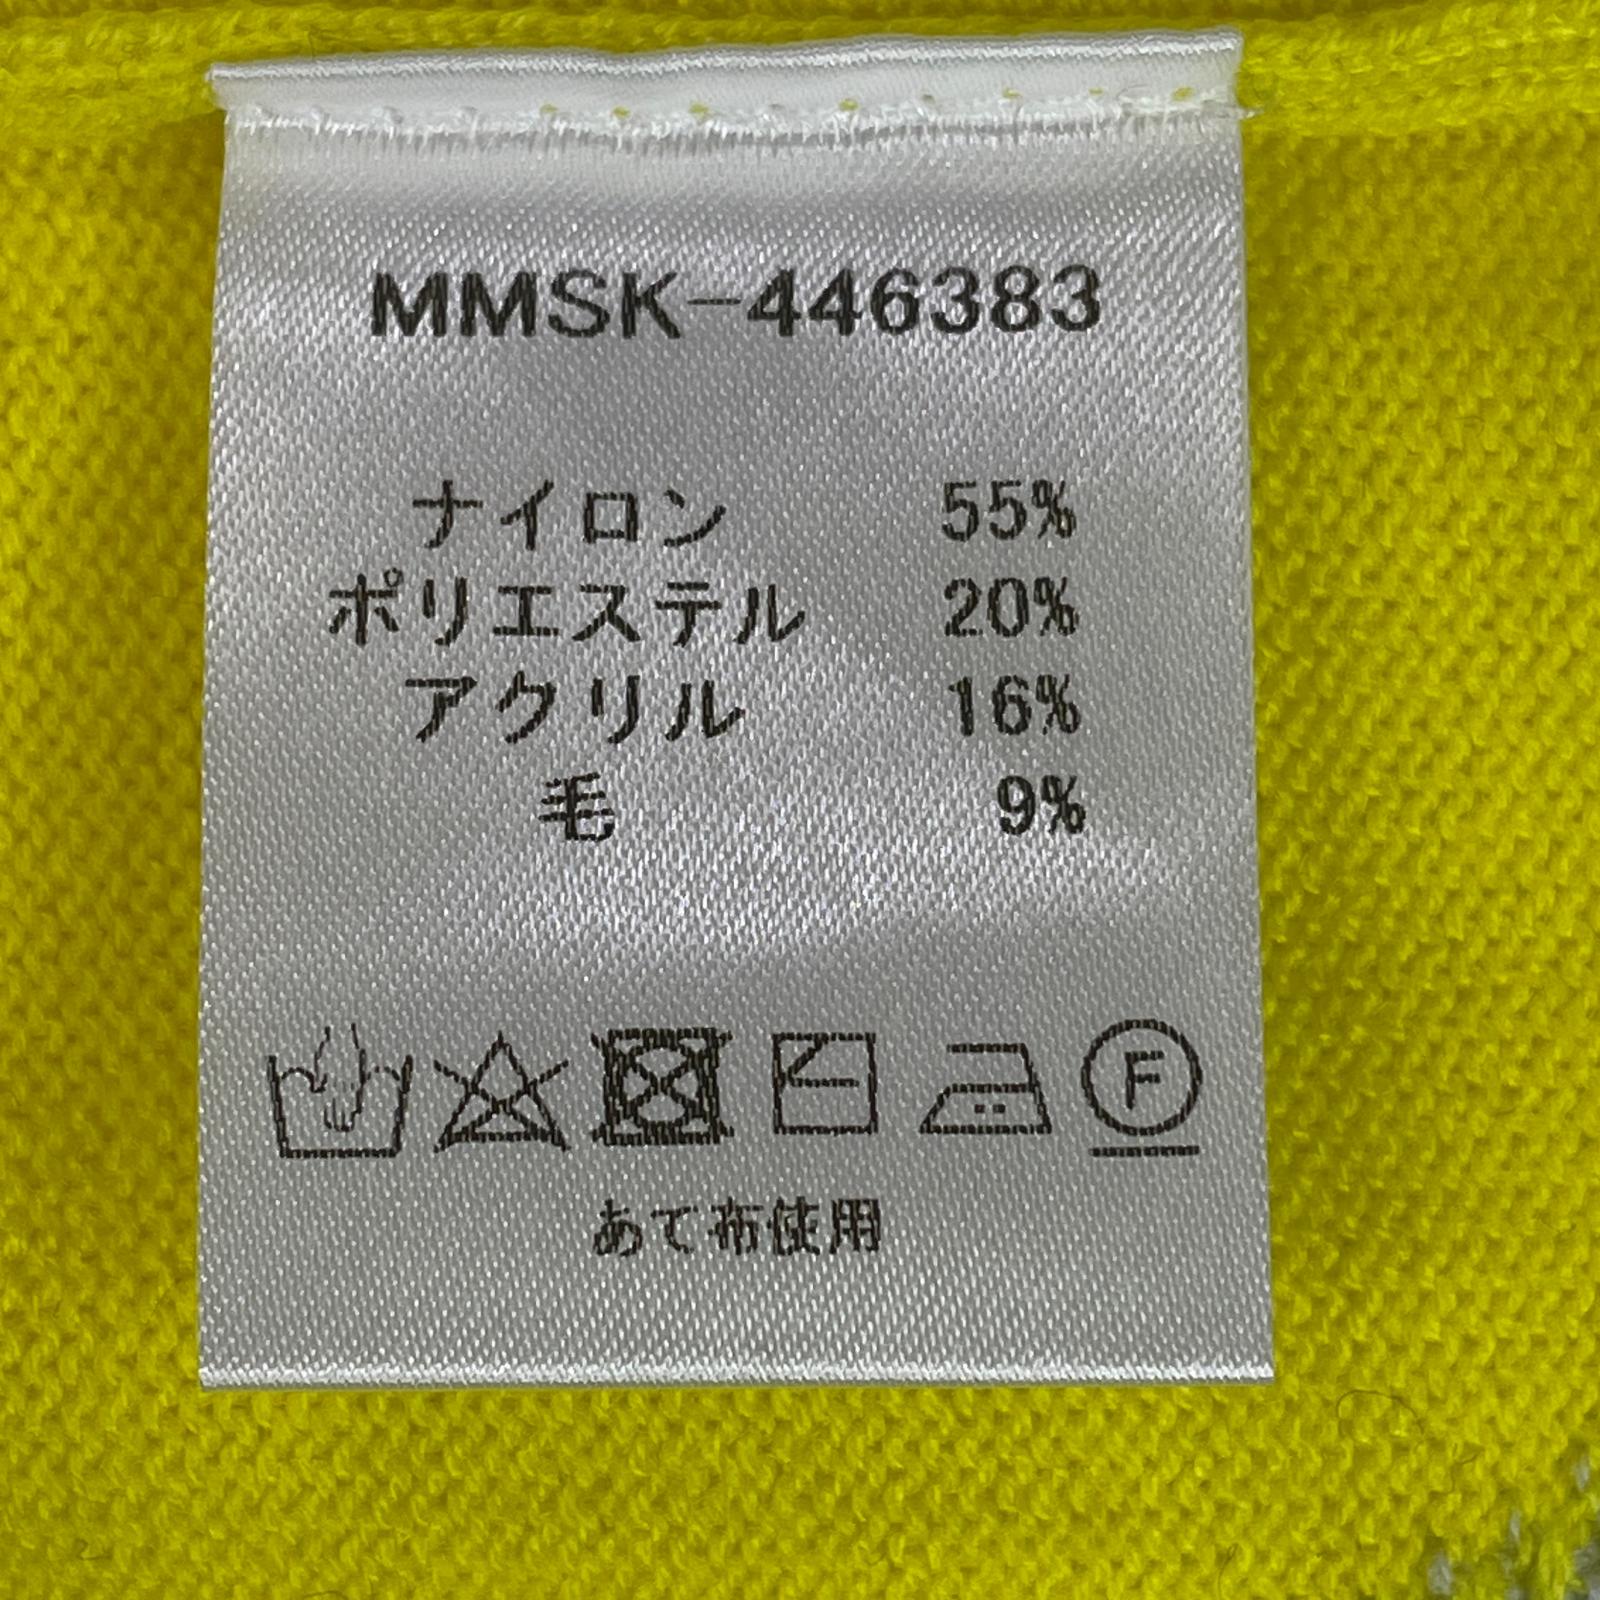 MMSK-446383
ナイロン 55%
ポリエステル 20%
アクリル 16%
毛 9%
F
あて布使用